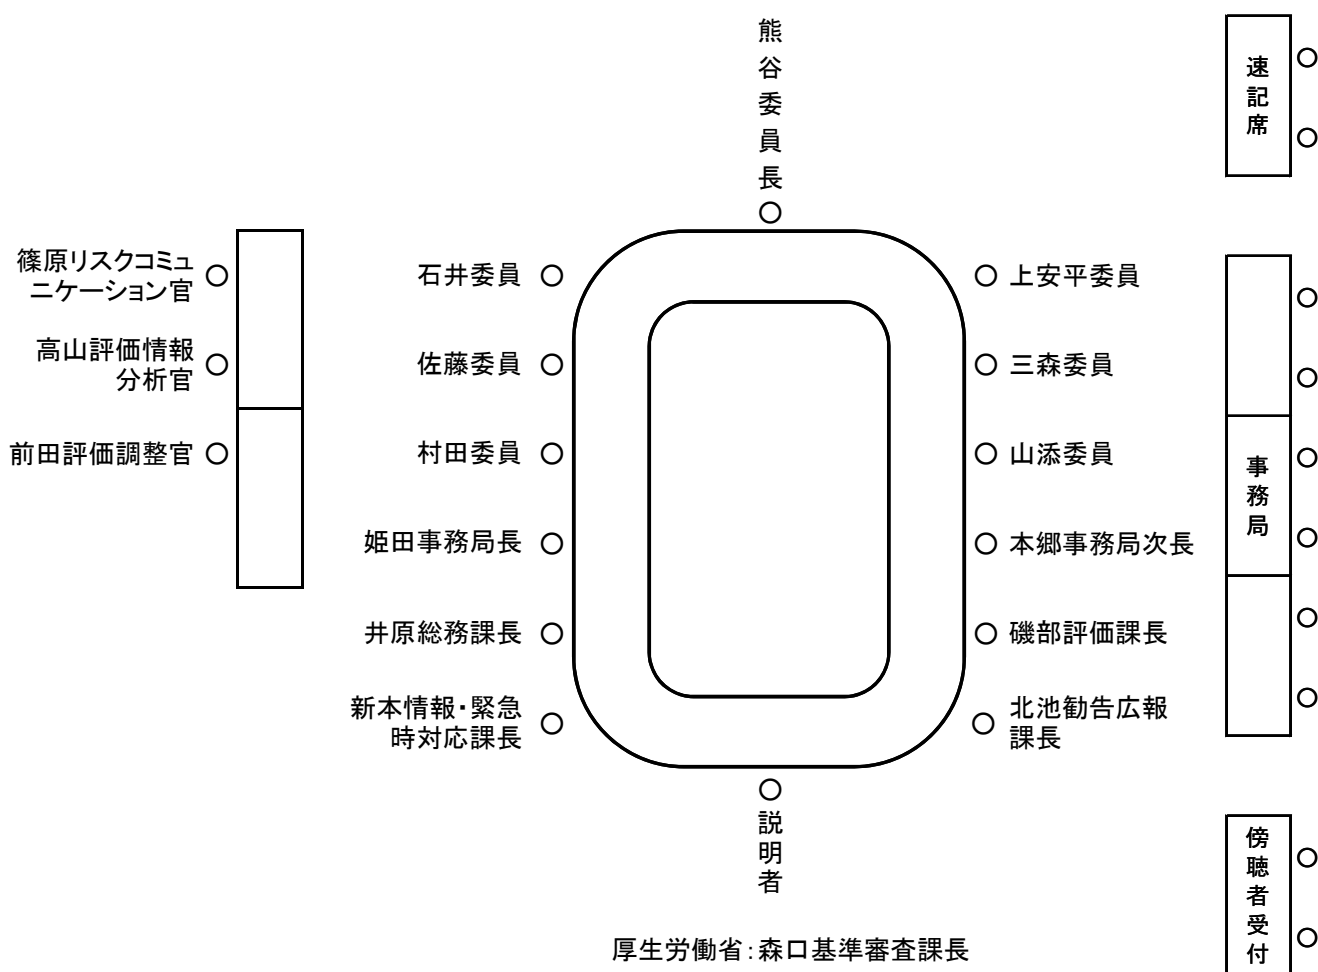 熊谷委員長
速記席
篠原リスクコミュ
ニケーション官
石井委員
上安平委員
高山評価情報
分析官
佐藤委員
三森委員
前田評価調整官
村田委員
山添委員
事務局
姫田事務局長
本郷事務局次長
井原総務課長
磯部評価課長
新本情報・緊急
時対応課長
北池勧告広報
課長
説明者
傍聴者受付
厚生労働省:森口基準審査課長